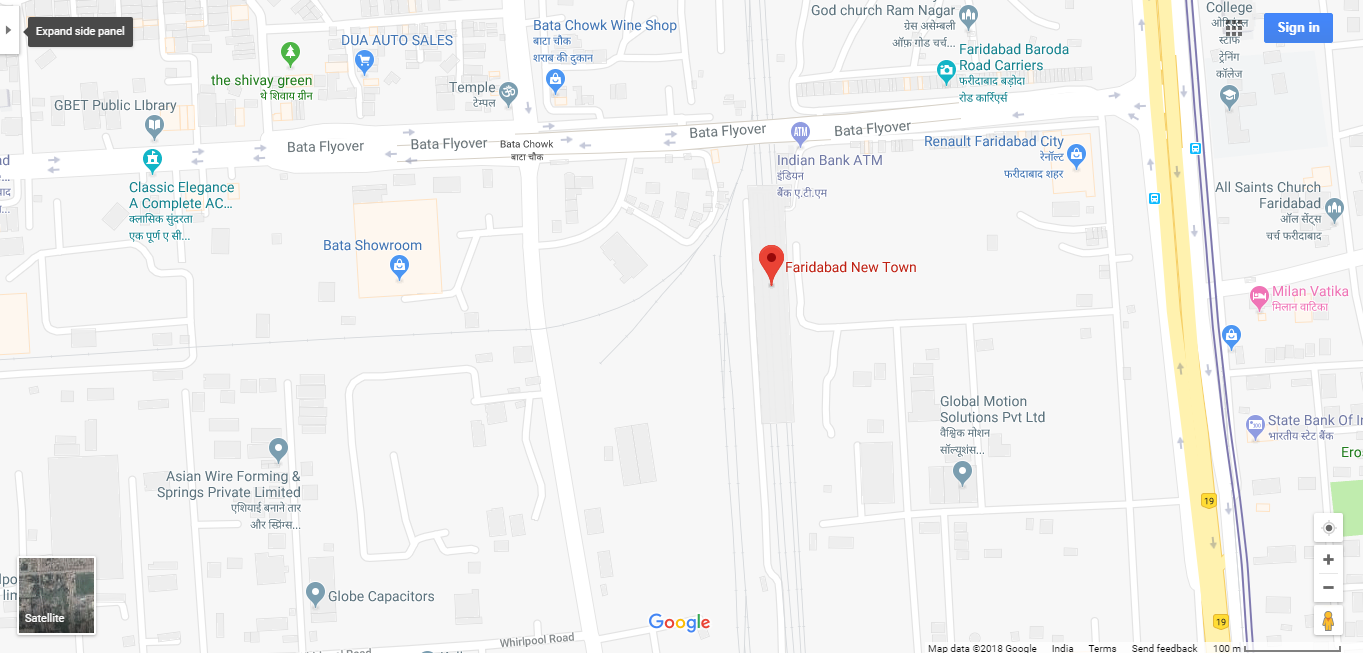 Expand side panel
DUA AUTO SALES
Bata Chowk Wine Shop
बाटा चौक
शराब की दुकान
God church Ram Nagar
ग्रेस असेम्बली
ऑफ़ गोड चर्च...
College
स्टाफ
ट्रेनिंग
कॉलेज
Sign in
the shivay green
थे शिवाय ग्रीन
Temple
टेम्पल
Faridabad Baroda
Road Carriers
फरीदाबाद बड़ोदा
रोड कार्रिएर्स
GBET Public LIbrary
Bata Flyover
Bata Flyover
Bata Chowk
बाटा चौक
Bata Flyover
ATM
Bata Flyover
Indian Bank ATM
इंडियन
बैंक ए.टी.एम
Renault Faridabad City
रेनॉल्ट
फरीदाबाद शहर
Classic Elegance
A Complete AC...
क्लासिक सुंदरता
एक पूर्ण ए सी...
All Saints Church
Faridabad
ऑल सेंट्स
चर्च फरीदाबाद
Bata Showroom
Faridabad New Town
Milan Vatika
मिलान वाटिका
Global Motion
Solutions Pvt Ltd
वैश्विक मोशन
सॉल्यूशंस...
State Bank Of I
भारतीय स्टेट बैंक
Eros
Asian Wire Forming &
Springs Private Limited
एशियाई बनाने तार
और स्प्रिंग्स...
19
Globe Capacitors
Satellite
19
Google
Whirlpool Road
Map data ©2018 Google India Terms Send feedback 100 m